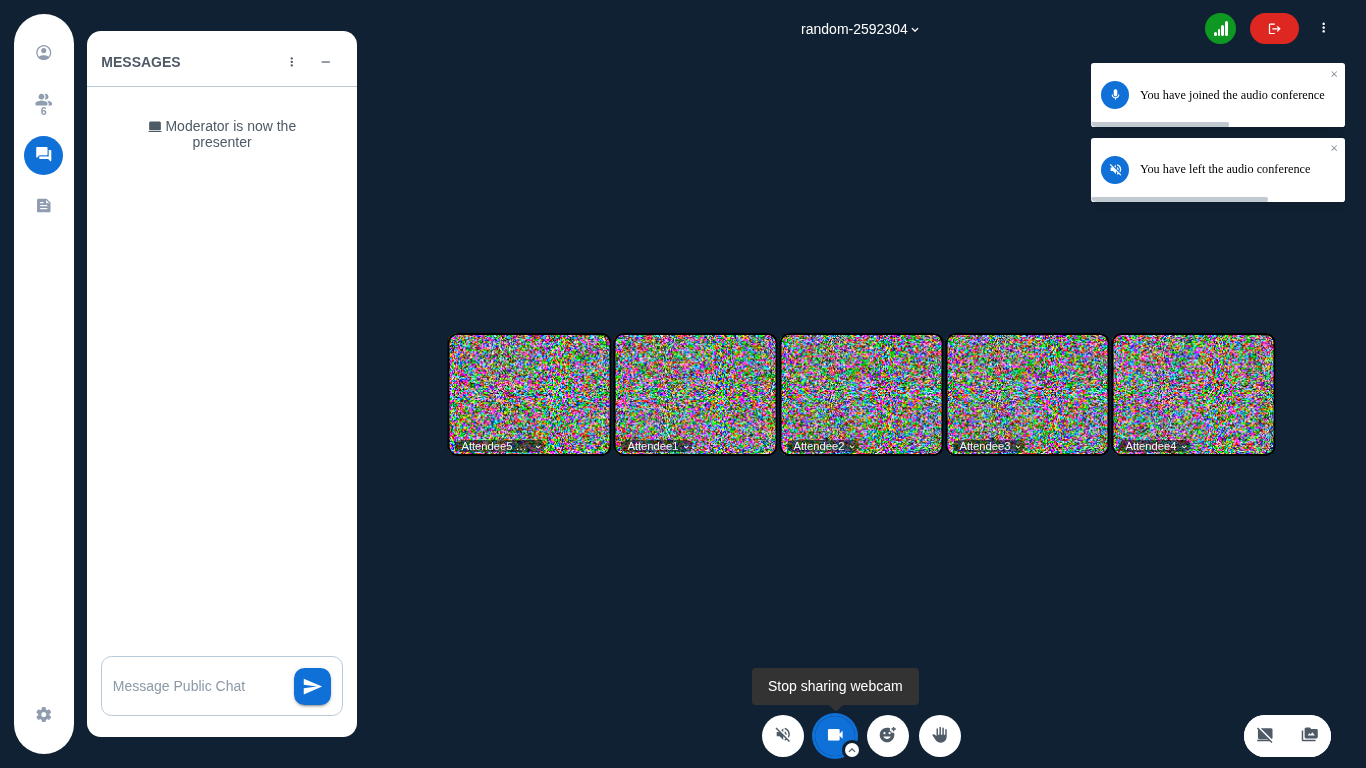 random-2592304
6
MESSAGES
Moderator is now the
presenter
You have joined the audio conference
You have left the audio conference
Attendee5 ...
Attendee1
Attendee2
Attendee3
Attendee4
Message Public Chat
Stop sharing webcam